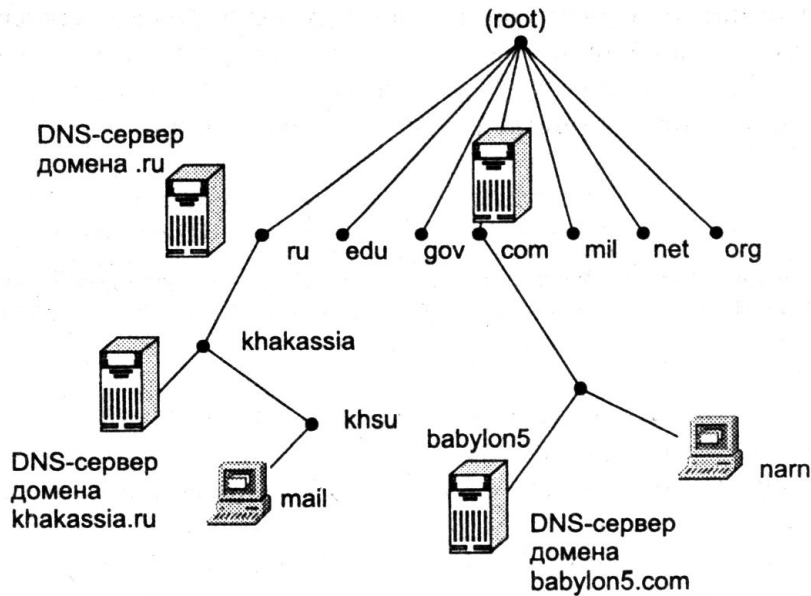 (root)
DNS-сервер
домена .ru
ru
edu
gov
com
mil
net
org
khakassia
khsu
babylon5
DNS-сервер
домена
khakassia.ru
mail
narn
DNS-сервер
домена
babylon5.com